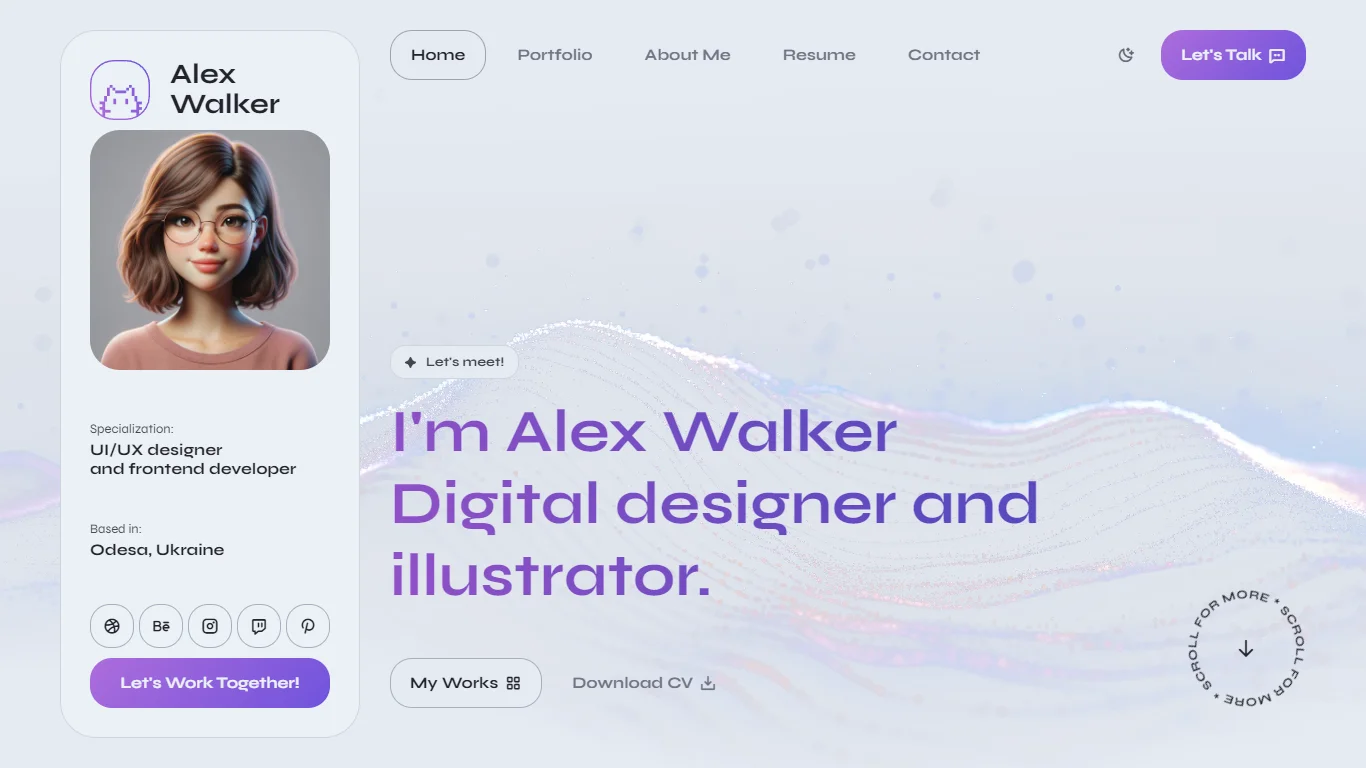 Alex
Walker
Specialization:
UI/UX designer
and frontend developer
Based in:
Odesa, Ukraine
Bē
Let's Work Together!
Home
Portfolio
About Me
Resume
Contact
Let's Talk
Let's meet!
I'm Alex Walker
Digital designer and
illustrator.
My Works
Download CV
SCROLL FOR MORE * SCROLL FOR MORE *